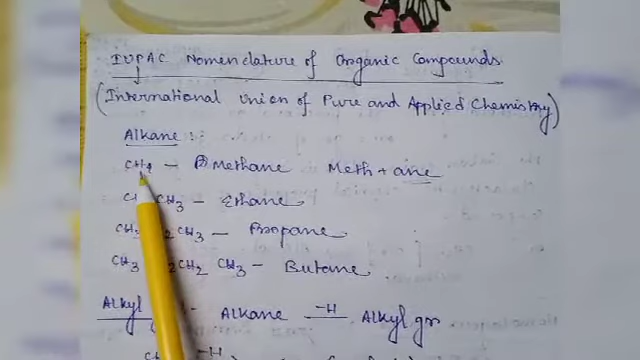 IUPAC Nomenclature of Organic Compounds
(International Union of Pure and Applied Chemistry)
Alkane :
CH4 – Methane Meth + ane
CH3 – Ethane
CH3 CH3 – Propane
CH3 CH2 CH3 – Butane
Alkyl Alkane –H Alkyl gr
–H